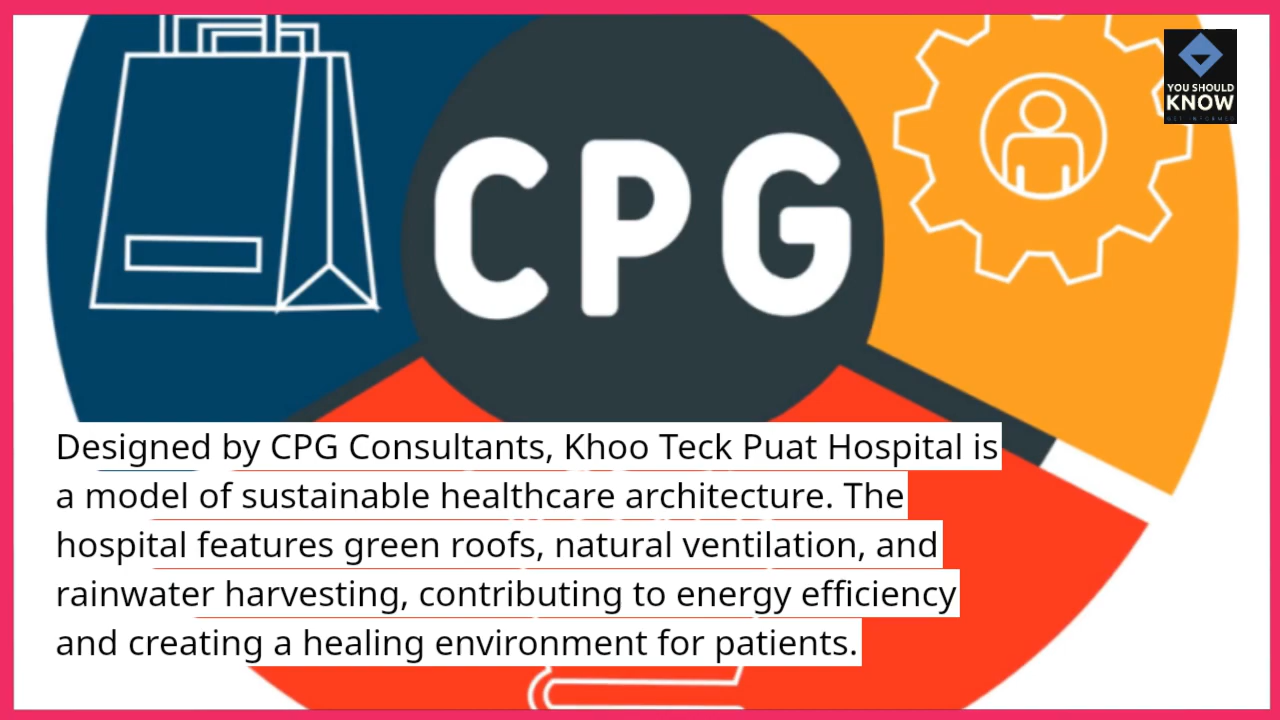 CPG
YOU SHOULD
KNOW
GET INFORMED
Designed by CPG Consultants, Khoo Teck Puat Hospital is
a model of sustainable healthcare architecture. The
hospital features green roofs, natural ventilation, and
rainwater harvesting, contributing to energy efficiency
and creating a healing environment for patients.